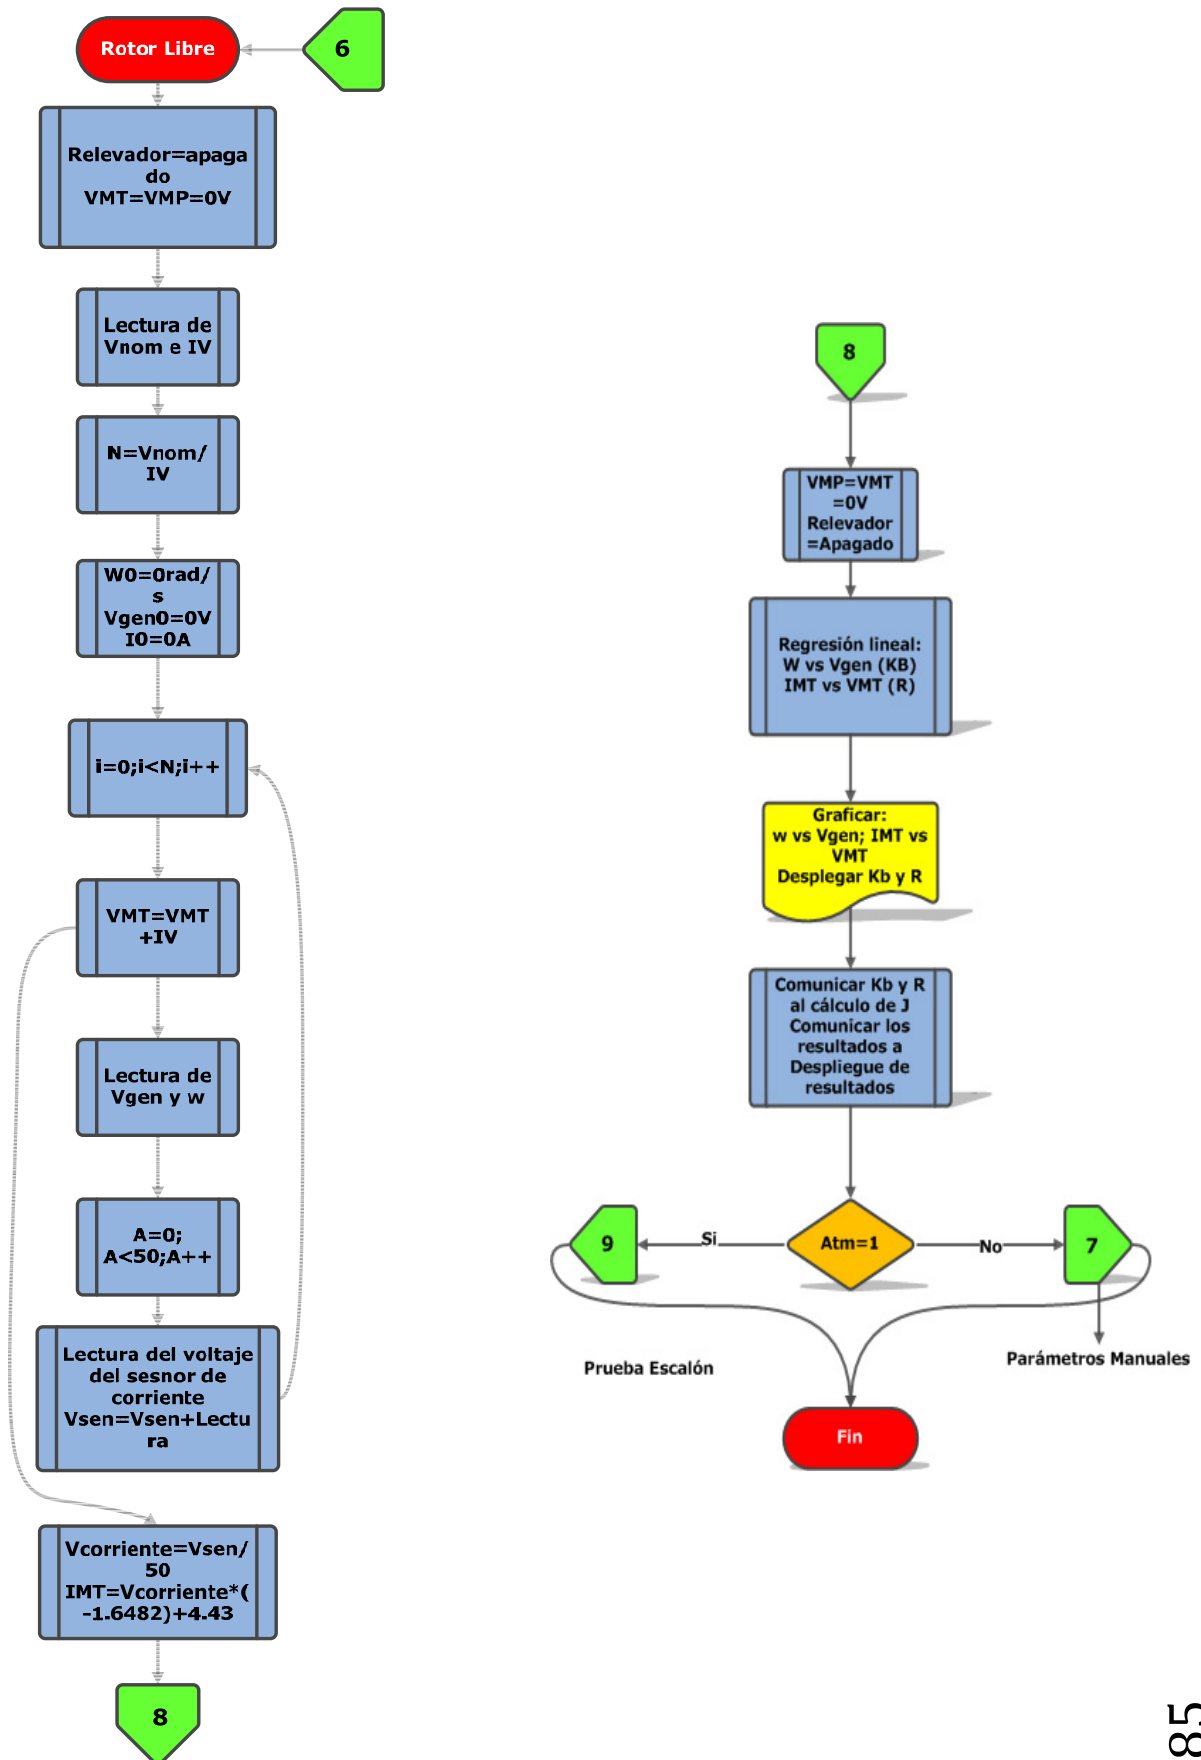 Rotor Libre
6
Relevador=apaga
do
VMT=VMP=0V
Lectura de
Vnom e IV
N=Vnom/
IV
W0=0rad/
s
Vgen0=0V
I0=0A
i=0;i<N;i++
VMT=VMT
+IV
Lectura de
Vgen y w
A=0;
A<50;A++
Lectura del voltaje
del sesnor de
corriente
Vsen=Vsen+Lectu
ra
Vcorriente=Vsen/
50
IMT=Vcorriente*(
-1.6482)+4.43
8
8
VMP=VMT
=0V
Relevador
=Apagado
Regresión lineal:
W vs Vgen (KB)
IMT vs VMT (R)
Graficar:
w vs Vgen; IMT vs
VMT
Desplegar Kb y R
Comunicar Kb y R
al cálculo de J
Comunicar los
resultados a
Despliegue de
resultados
9
Si
Atm=1
No
7
Prueba Escalón
Parámetros Manuales
Fin
85